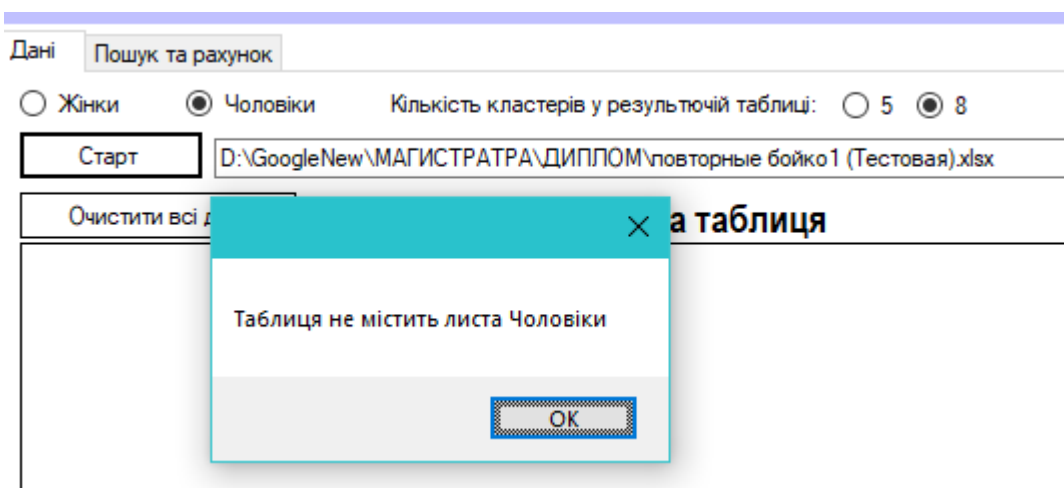 Дані Пошук та рахунок
Жінки Чоловіки Кількість кластерів у результючій таблиці: 5 8
Старт D:\GoogleNew\МАГИСТРАТРА\ДИПЛОМ\повторные бойко1 (Тестовая).xlsx
Очистити всі а таблиця
Таблиця не містить листа Чоловіки
OK